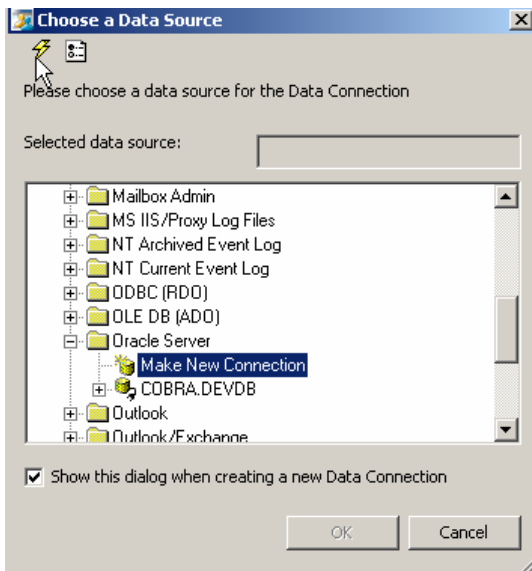 Choose a Data Source
Please choose a data source for the Data Connection
Selected data source:
Mailbox Admin
MS IIS/Proxy Log Files
NT Archived Event Log
NT Current Event Log
ODBC (RDO)
OLE DB (ADO)
Oracle Server
Make New Connection
COBRA.DEVDB
Outlook
Outlook/Exchange
Show this dialog when creating a new Data Connection
OK Cancel